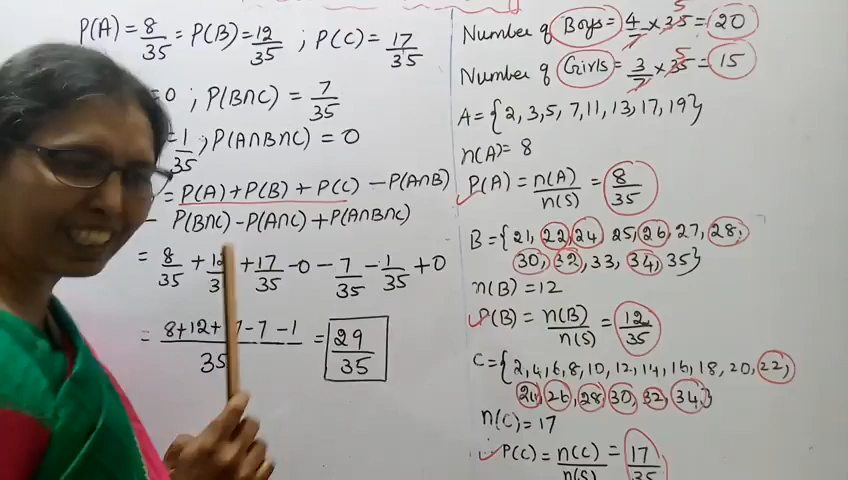 P(A) = 8/35 = P(B) = 12/35 ; P(C) = 17/35
=0 ; P(B∩C) = 7/35
=1/35 ; P(A∩B∩C) = 0
= P(A) + P(B) + P(C) - P(A∩B)
- P(B∩C) - P(A∩C) + P(A∩B∩C)
= 8/35 + 12/3 + 17/35 - 0 - 7/35 - 1/35 + 0
= 8+12+ 7-7-1/35 = 29/35
Number of Boys = 4/7 × 35 5 = 20
Number of Girls = 3/7 × 35 5 = 15
A = {2, 3, 5, 7, 11, 13, 17, 19}
n(A) = 8
P(A) = n(A)/n(S) = 8/35
B = {21, 22, 24 25, 26, 27, 28,
30, 32, 33, 34, 35}
n(B) = 12
P(B) = n(B)/n(S) = 12/35
C = {2, 4, 6, 8, 10, 12, 14, 16, 18, 20, 22,
26, 28, 30, 32, 34}
n(C) = 17
∴ P(C) = n(C)/n(S) = 17/35